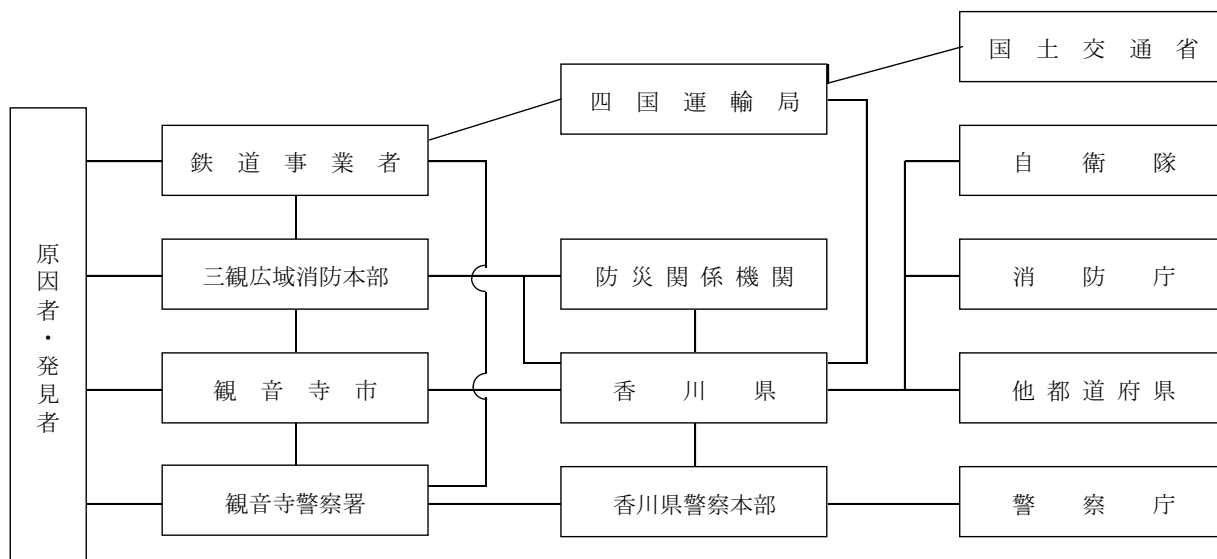 国土交通省
四国運輸局
鉄道事業者
自衛隊
原因者・発見者
三観広域消防本部
防災関係機関
消防庁
観音寺市
香川県
他都道府県
観音寺警察署
香川県警察本部
警察庁